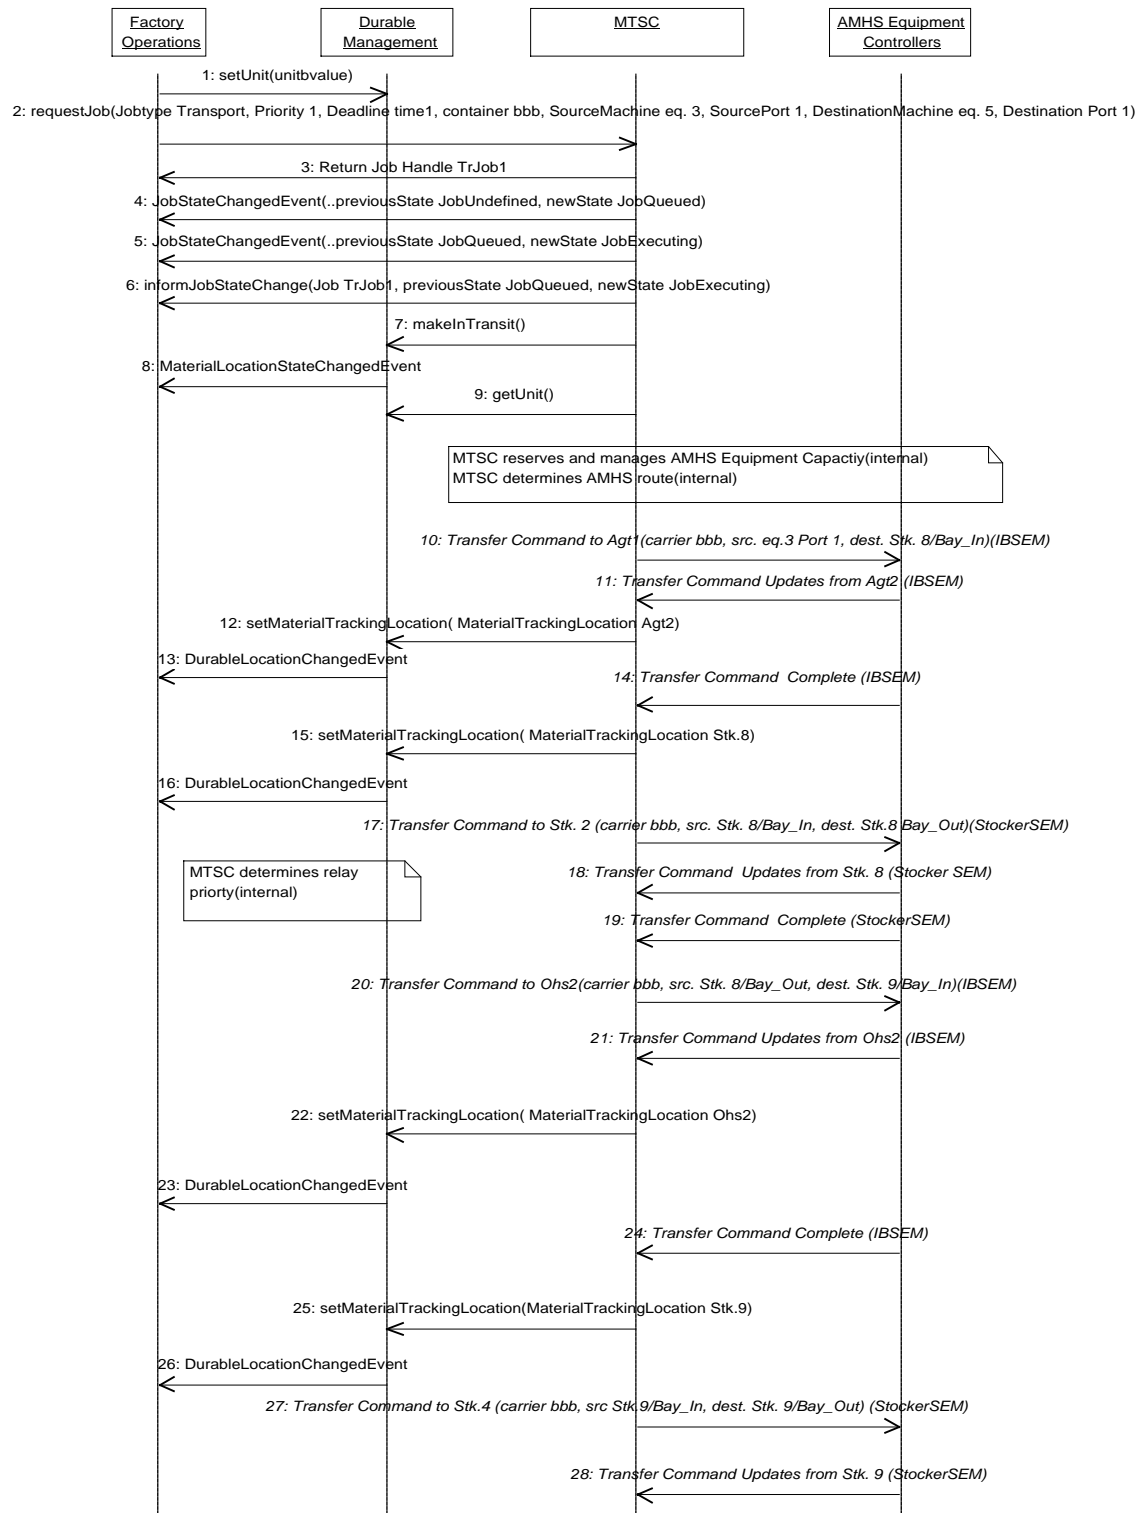 Factory
Operations
Durable
Management
MTSC
AMHS Equipment
Controllers
1: setUnit(unitbvalue)
2: requestJob(Jobtype Transport, Priority 1, Deadline time1, container bbb, SourceMachine eq. 3, SourcePort 1, DestinationMachine eq. 5, Destination Port 1)
3: Return Job Handle TrJob1
4: JobStateChangedEvent(..previousState JobUndefined, newState JobQueued)
5: JobStateChangedEvent(..previousState JobQueued, newState JobExecuting)
6: informJobStateChange(Job TrJob1, previousState JobQueued, newState JobExecuting)
7: makeInTransit()
8: MaterialLocationStateChangedEvent
9: getUnit()
MTSC reserves and manages AMHS Equipment Capactiy(internal)
MTSC determines AMHS route(internal)
10: Transfer Command to Agt1(carrier bbb, src. eq.3 Port 1, dest. Stk. 8/Bay_In)(IBSEM)
11: Transfer Command Updates from Agt2 (IBSEM)
12: setMaterialTrackingLocation( MaterialTrackingLocation Agt2)
13: DurableLocationChangedEvent
14: Transfer Command  Complete (IBSEM)
15: setMaterialTrackingLocation( MaterialTrackingLocation Stk.8)
16: DurableLocationChangedEvent
17: Transfer Command to Stk. 2 (carrier bbb, src. Stk. 8/Bay_In, dest. Stk.8 Bay_Out)(StockerSEM)
MTSC determines relay
priorty(internal)
18: Transfer Command  Updates from Stk. 8 (Stocker SEM)
19: Transfer Command  Complete (StockerSEM)
20: Transfer Command to Ohs2(carrier bbb, src. Stk. 8/Bay_Out, dest. Stk. 9/Bay_In)(IBSEM)
21: Transfer Command Updates from Ohs2 (IBSEM)
22: setMaterialTrackingLocation( MaterialTrackingLocation Ohs2)
23: DurableLocationChangedEvent
24: Transfer Command Complete (IBSEM)
25: setMaterialTrackingLocation(MaterialTrackingLocation Stk.9)
26: DurableLocationChangedEvent
27: Transfer Command to Stk.4 (carrier bbb, src Stk.9/Bay_In, dest. Stk. 9/Bay_Out) (StockerSEM)
28: Transfer Command Updates from Stk. 9 (StockerSEM)